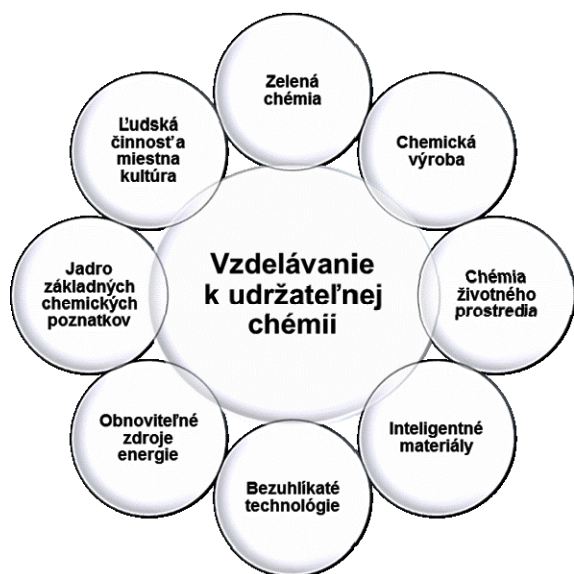 Zelená
chémia
Chemická
výroba
Chémia
životného
prostredia
Inteligentné
materiály
Bezuhlíkaté
technológie
Obnoviteľné
zdroje
energie
Jadro
základných
chemických
poznatkov
Ľudská
činnosť a
miestna
kultúra
Vzdelávanie
k udržateľnej
chémii